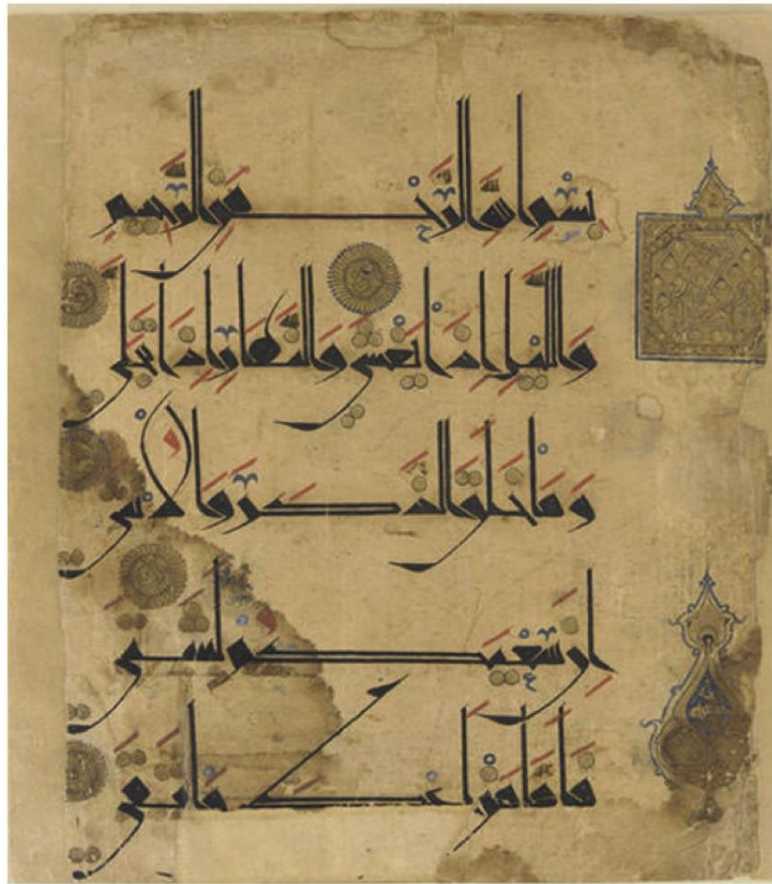 بسم الله الرحمن الرحيم
والليل اذا يغشى والنهار اذا تجلى
وما خلق الذكر والانثى
ان سعيكم لشتى
فاما من اعطى واتقى